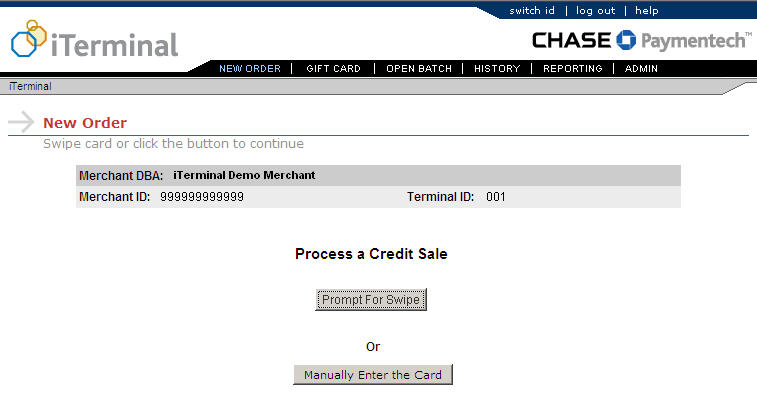 switch id | log out | help
iTerminal
CHASE Paymentech™
NEW ORDER | GIFT CARD | OPEN BATCH | HISTORY | REPORTING | ADMIN
iTerminal
New Order
Swipe card or click the button to continue
Merchant DBA: iTerminal Demo Merchant
Merchant ID: 999999999999 Terminal ID: 001
Process a Credit Sale
Prompt For Swipe
Or
Manually Enter the Card